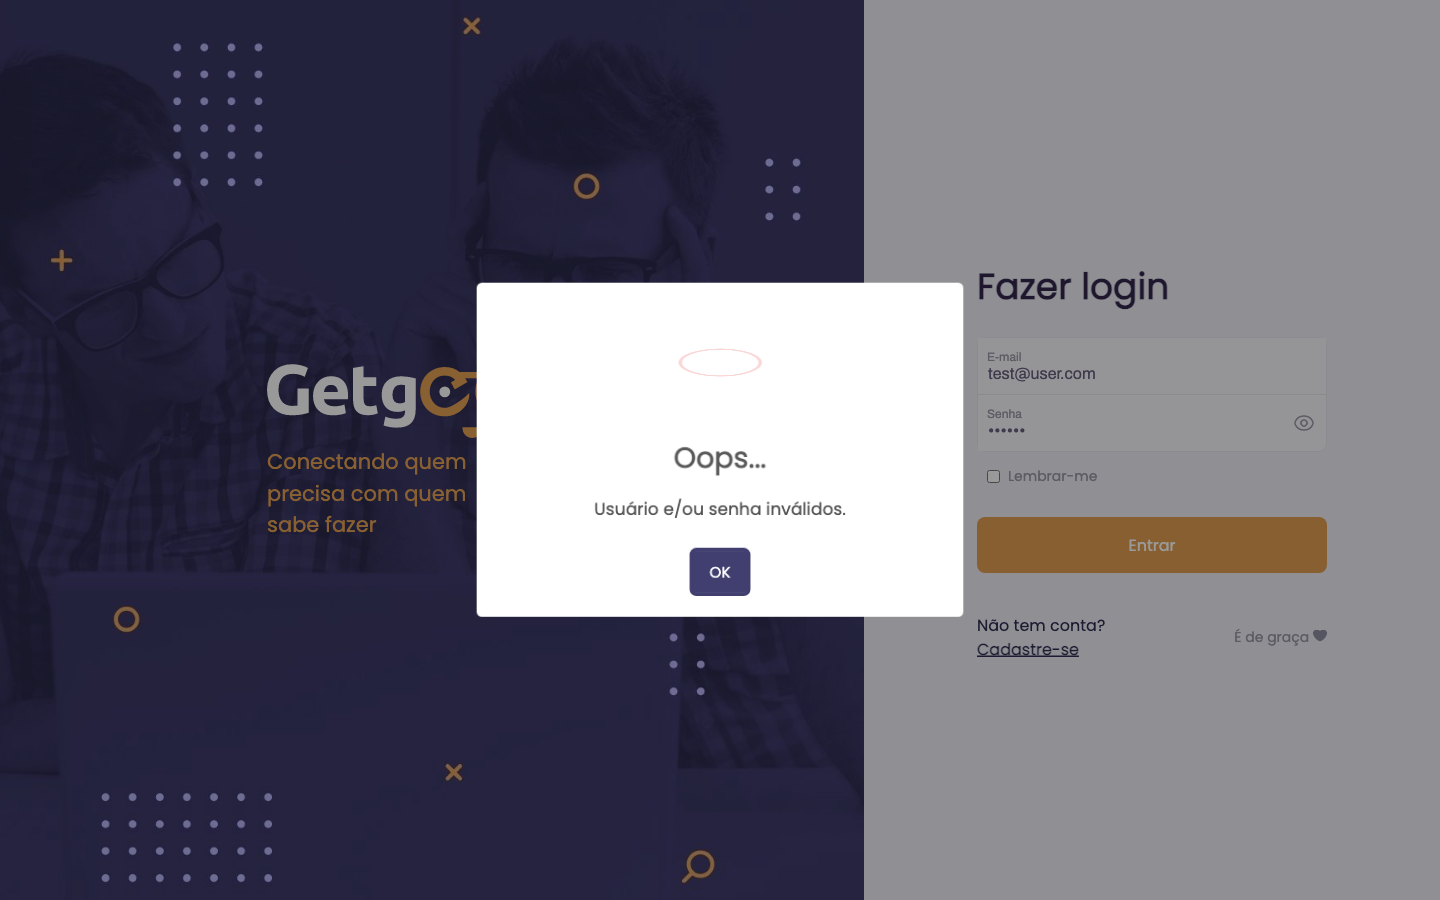 Getg
Conectando quem
precisa com quem
sabe fazer
Oops...
Usuário e/ou senha inválidos.
OK
Fazer login
E-mail
test@user.com
Senha
••••••
Lembrar-me
Entrar
Não tem conta?
Cadastre-se
É de graça